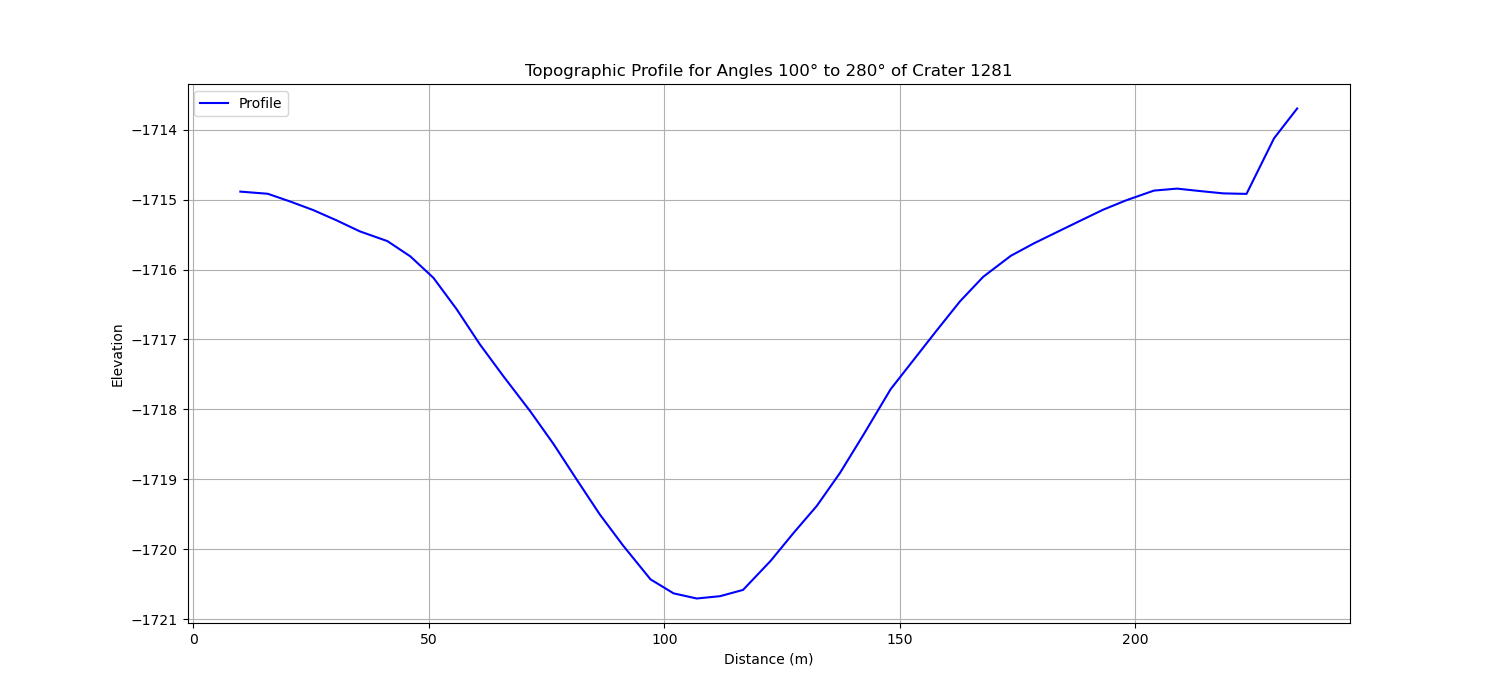 Topographic Profile for Angles 100° to 280° of Crater 1281
Profile
−1714
−1715
−1716
−1717
−1718
−1719
−1720
−1721
Elevation
0 50 100 150 200
Distance (m)